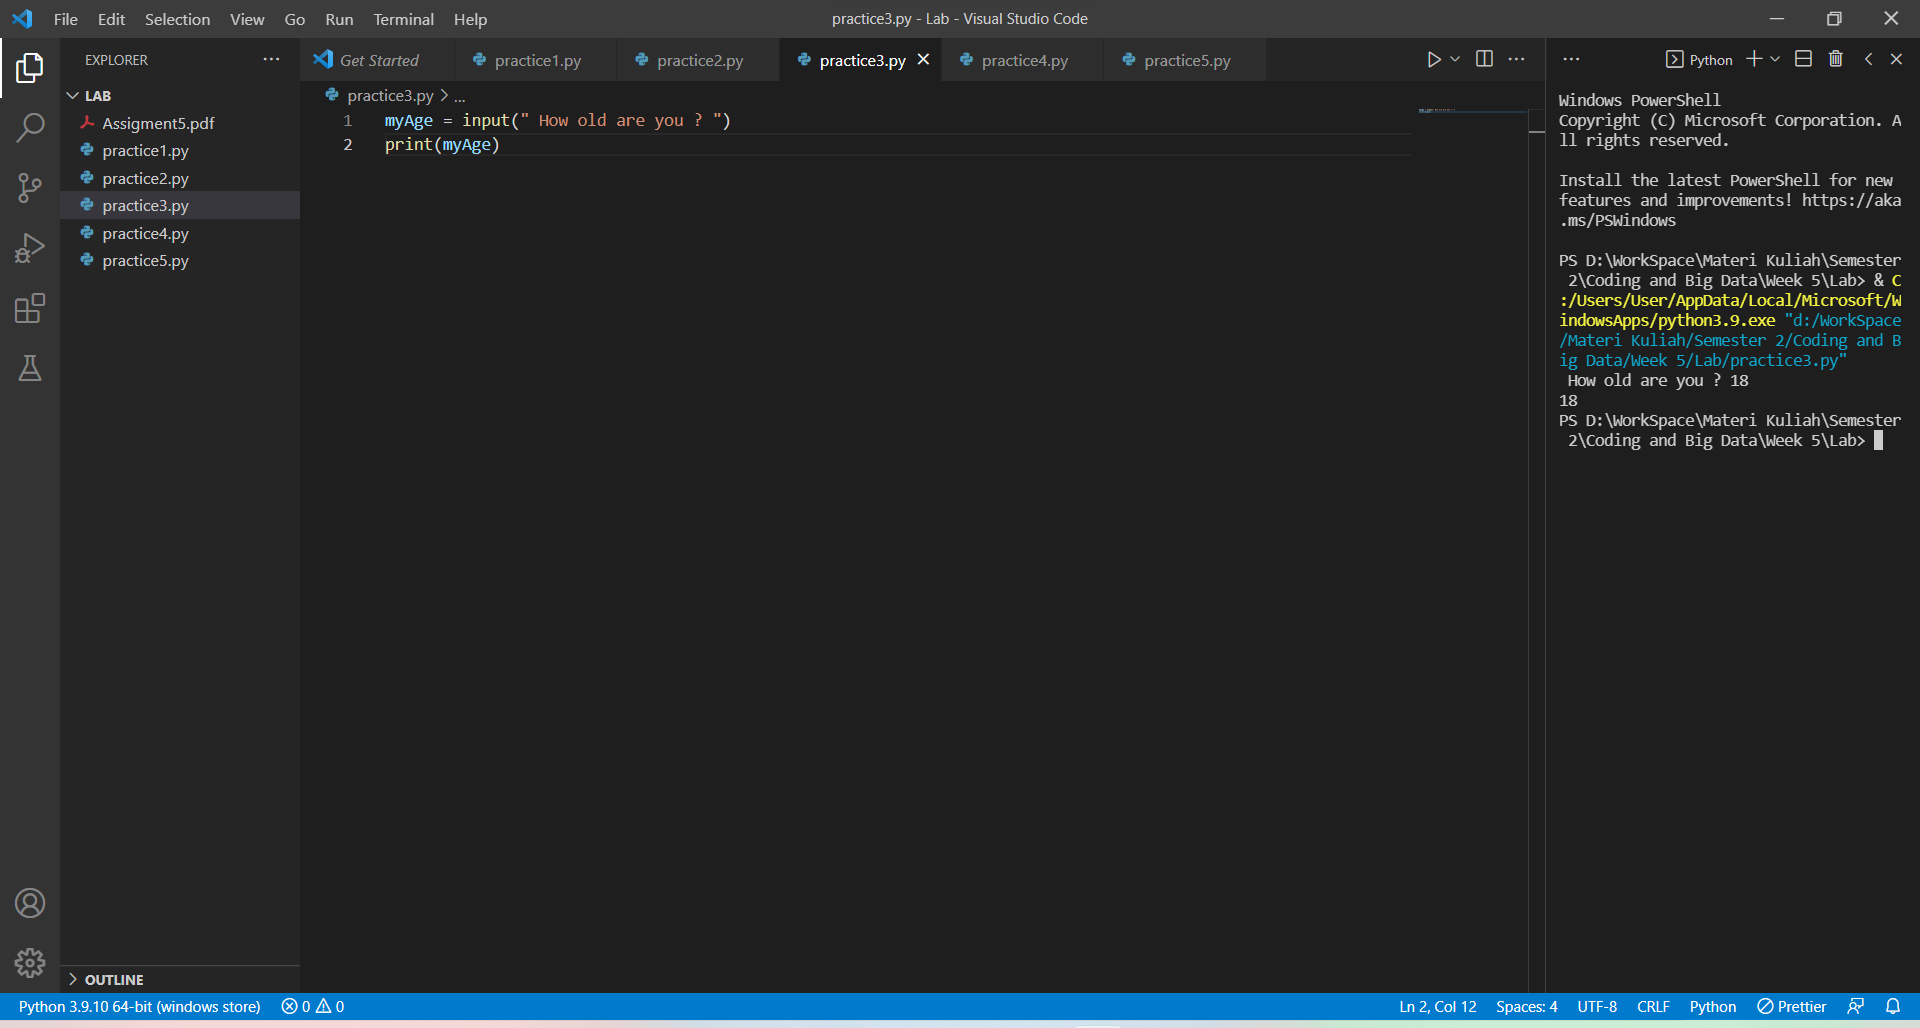 File Edit Selection View Go Run Terminal Help
practice3.py - Lab - Visual Studio Code
EXPLORER
LAB
Assigment5.pdf
practice1.py
practice2.py
practice3.py
practice4.py
practice5.py
OUTLINE
Get Started practice1.py practice2.py practice3.py practice4.py practice5.py
practice3.py > ...
1 myAge = input(" How old are you ? ")
2 print(myAge)
Python
Windows PowerShell
Copyright (C) Microsoft Corporation. A
ll rights reserved.
Install the latest PowerShell for new
features and improvements! https://aka
.ms/PSWindows
PS D:\WorkSpace\Materi Kuliah\Semester
2\Coding and Big Data\Week 5\Lab> & C
:/Users/User/AppData/Local/Microsoft/W
indowsApps/python3.9.exe "d:/WorkSpace
/Materi Kuliah/Semester 2/Coding and B
ig Data/Week 5/Lab/practice3.py"
How old are you ? 18
18
PS D:\WorkSpace\Materi Kuliah\Semester
2\Coding and Big Data\Week 5\Lab>
Python 3.9.10 64-bit (windows store) 0 0 Ln 2, Col 12 Spaces: 4 UTF-8 CRLF Python Prettier